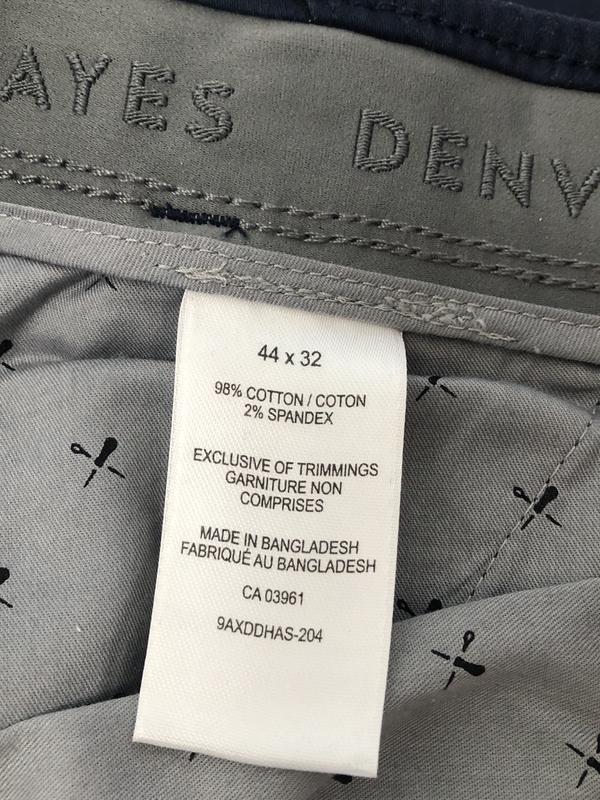 AYES DENV
44 x 32
98% COTTON / COTON
2% SPANDEX
EXCLUSIVE OF TRIMMINGS
GARNITURE NON
COMPRISES
MADE IN BANGLADESH
FABRIQUÉ AU BANGLADESH
CA 03961
9AXDDHAS-204